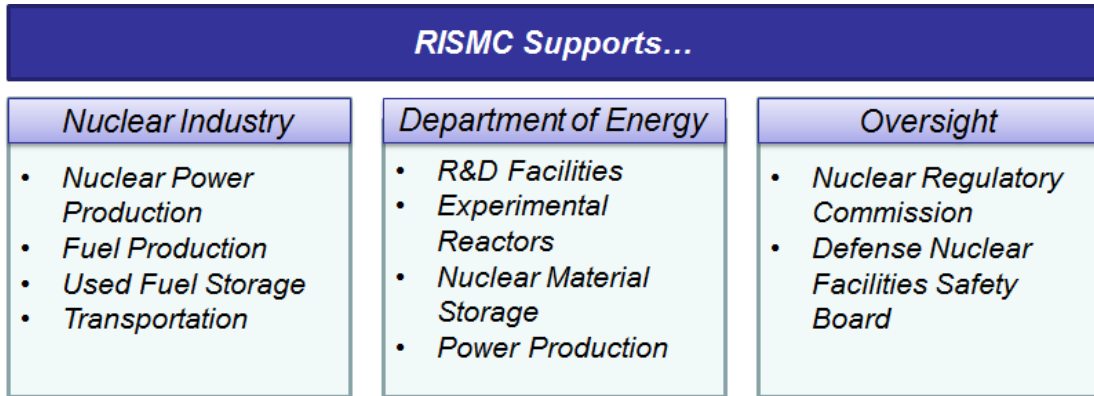 RISMC Supports...
Nuclear Industry
• Nuclear Power
Production
• Fuel Production
• Used Fuel Storage
• Transportation
Department of Energy
• R&D Facilities
• Experimental
Reactors
• Nuclear Material
Storage
• Power Production
Oversight
• Nuclear Regulatory
Commission
• Defense Nuclear
Facilities Safety
Board